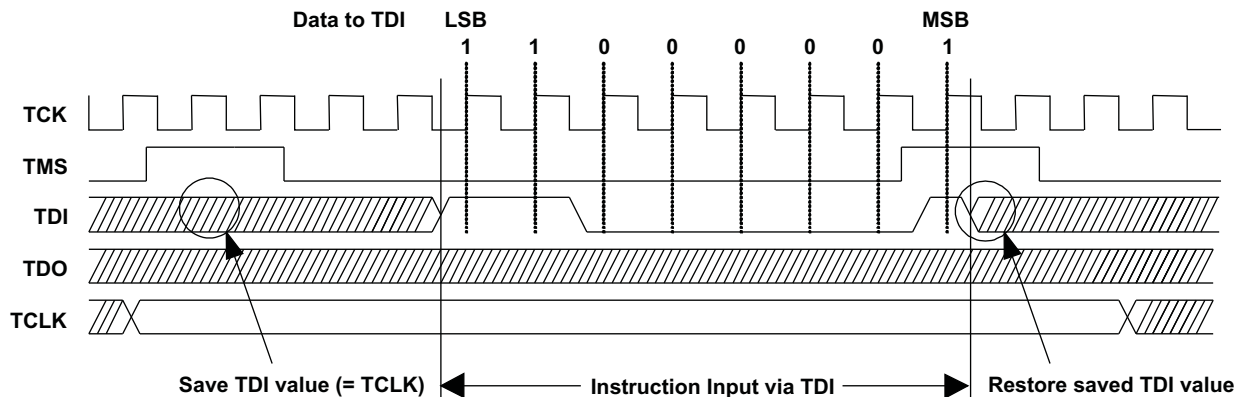 Data to TDI LSB MSB
1 1 0 0 0 0 0 1
TCK
TMS
TDI
TDO
TCLK
Save TDI value (= TCLK) Instruction Input via TDI Restore saved TDI value